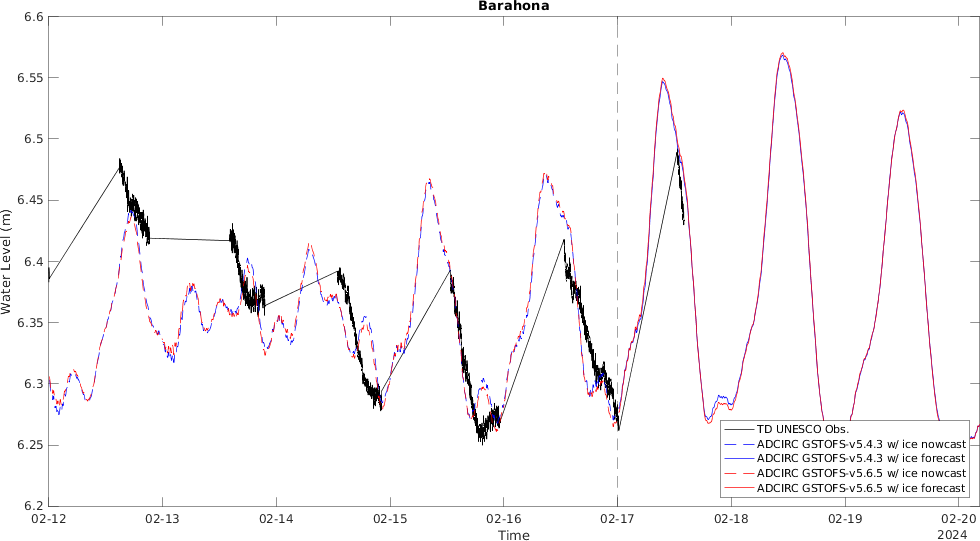 Barahona
Water Level (m)
6.6
6.55
6.5
6.45
6.4
6.35
6.3
6.25
6.2
TD UNESCO Obs.
ADCIRC GSTOFS-v5.4.3 w/ ice nowcast
ADCIRC GSTOFS-v5.4.3 w/ ice forecast
ADCIRC GSTOFS-v5.6.5 w/ ice nowcast
ADCIRC GSTOFS-v5.6.5 w/ ice forecast
02-12 02-13 02-14 02-15 02-16 02-17 02-18 02-19 02-20
Time
2024